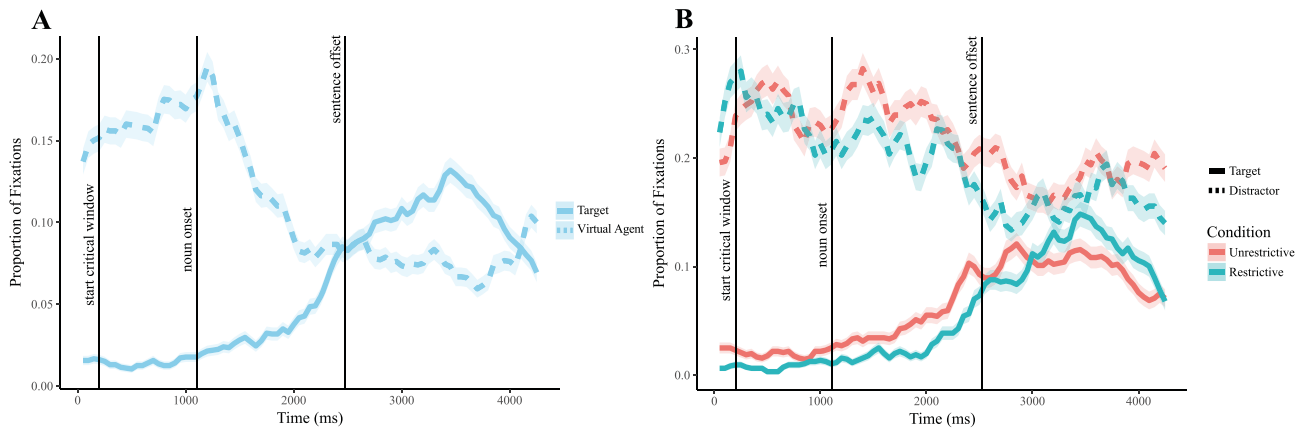 A
Proportion of Fixations
0.20
0.15
0.10
0.05
0.00
start critical window
noun onset
sentence offset
0
1000
2000
3000
4000
Time (ms)
Target
Virtual Agent
B
Proportion of Fixations
0.3
0.2
0.1
0.0
start critical window
noun onset
sentence offset
0
1000
2000
3000
4000
Time (ms)
Target
Distractor
Condition
Unrestrictive
Restrictive